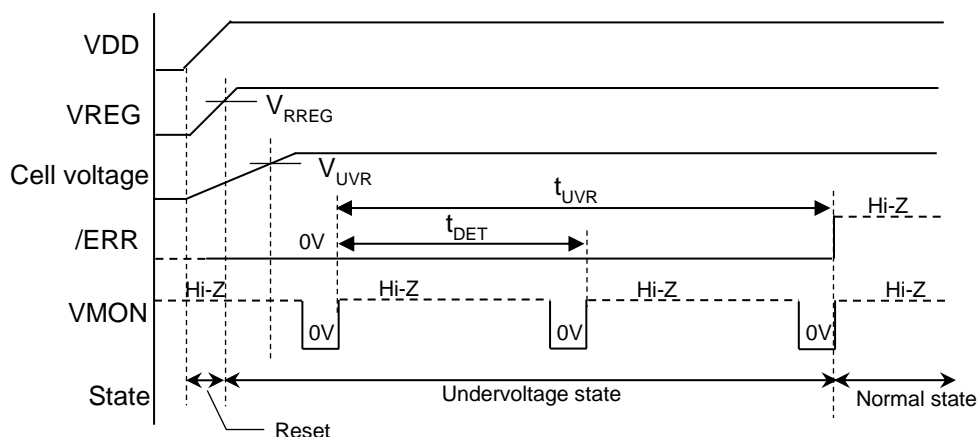 VDD
VREG
V_RREG
Cell voltage
V_UVR
t_UVR
Hi-Z
/ERR
0V
t_DET
Hi-Z
Hi-Z
Hi-Z
Hi-Z
VMON
0V
0V
0V
State
Undervoltage state
Normal state
Reset